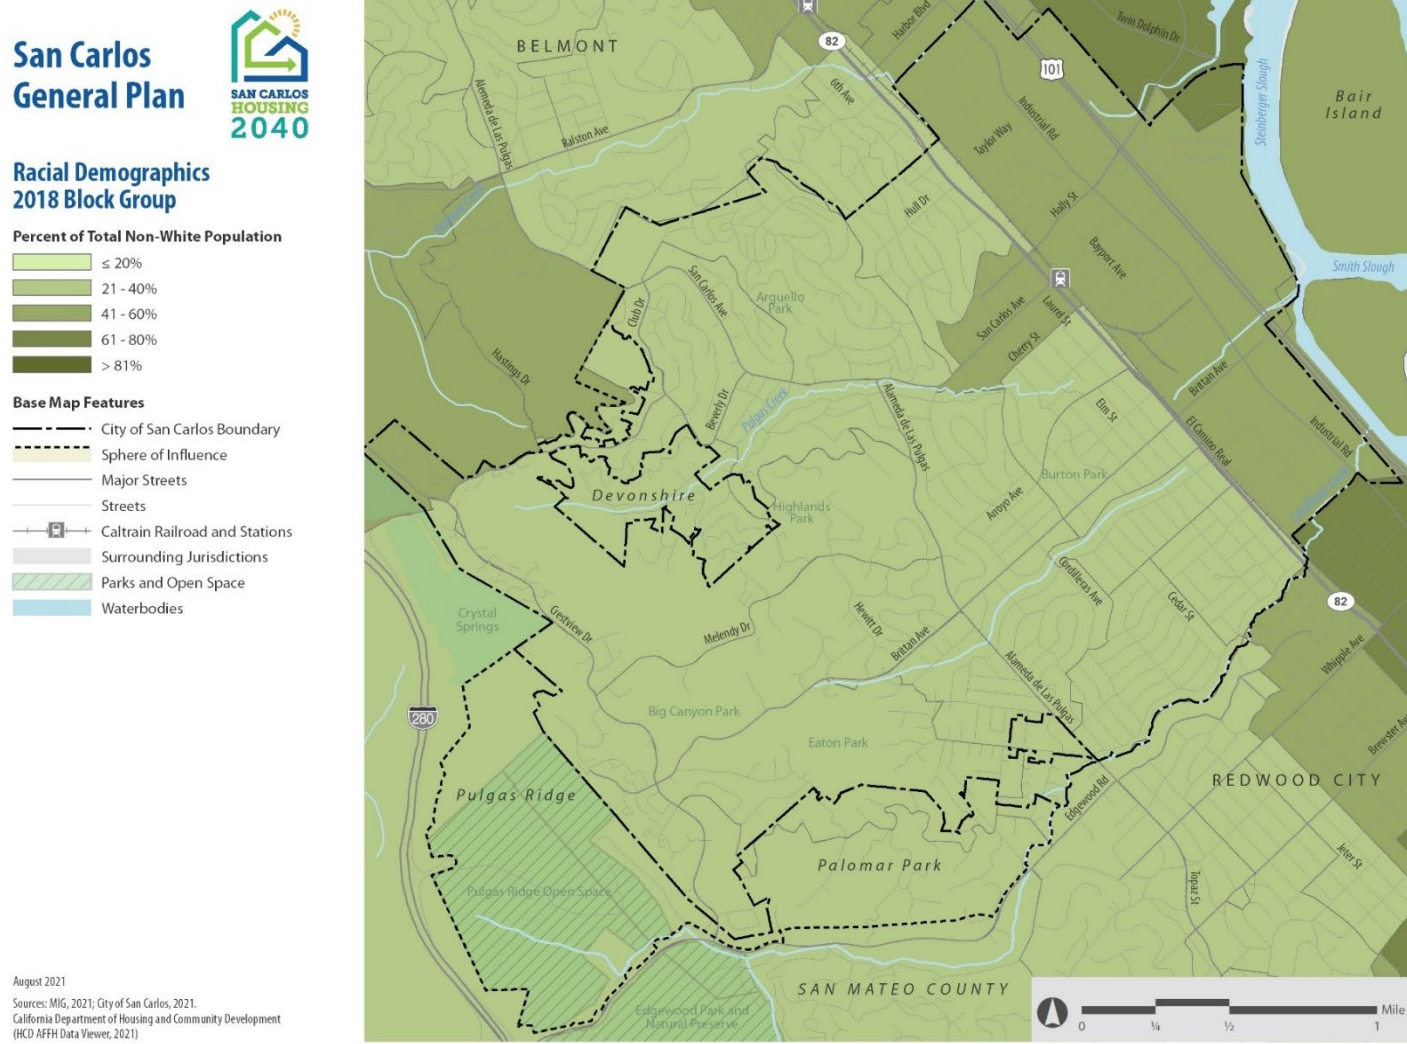 San Carlos
General Plan
SAN CARLOS
HOUSING
2040
Racial Demographics
2018 Block Group
Percent of Total Non-White Population
≤ 20%
21 - 40%
41 - 60%
61 - 80%
> 81%
Base Map Features
City of San Carlos Boundary
Sphere of Influence
Major Streets
Streets
Caltrain Railroad and Stations
Surrounding Jurisdictions
Parks and Open Space
Waterbodies
August 2021
Sources: MIG, 2021; City of San Carlos, 2021.
California Department of Housing and Community Development
(HCD AFFH Data Viewer, 2021)
BELMONT
82
Harbor Blvd
Twin Dolphin Dr
101
6th Ave
Alameda de Las Pulgas
Ralston Ave
Industrial Rd
Taylor Way
Steinberger Slough
Bair
Island
Hull Dr
Holly St
Bayport Ave
Smith Slough
San Carlos Ave
Arguello
Park
Club Dr
Laurel St
San Carlos Ave
Cherry St
Hastings Dr
Beverly Dr
Pulgas Creek
Alameda de Las Pulgas
Elm St
Brittan Ave
El Camino Real
Industrial Rd
Devonshire
Highlands
Park
Burton Park
Arroyo Ave
Crystal
Springs
Crestview Dr
Melendy Dr
Hewitt Dr
Brittan Ave
Cordilleras Ave
Cedar St
82
Whipple Ave
Alameda de Las Pulgas
280
Big Canyon Park
Eaton Park
Brewster Av
REDWOOD CITY
Edgewood Rd
Pulgas Ridge
Palomar Park
Jeter St
Topaz St
Pulgas Ridge Open Space
SAN MATEO COUNTY
Edgewood Park and
Natural Preserve
0 ¼ ½ 1 Mile